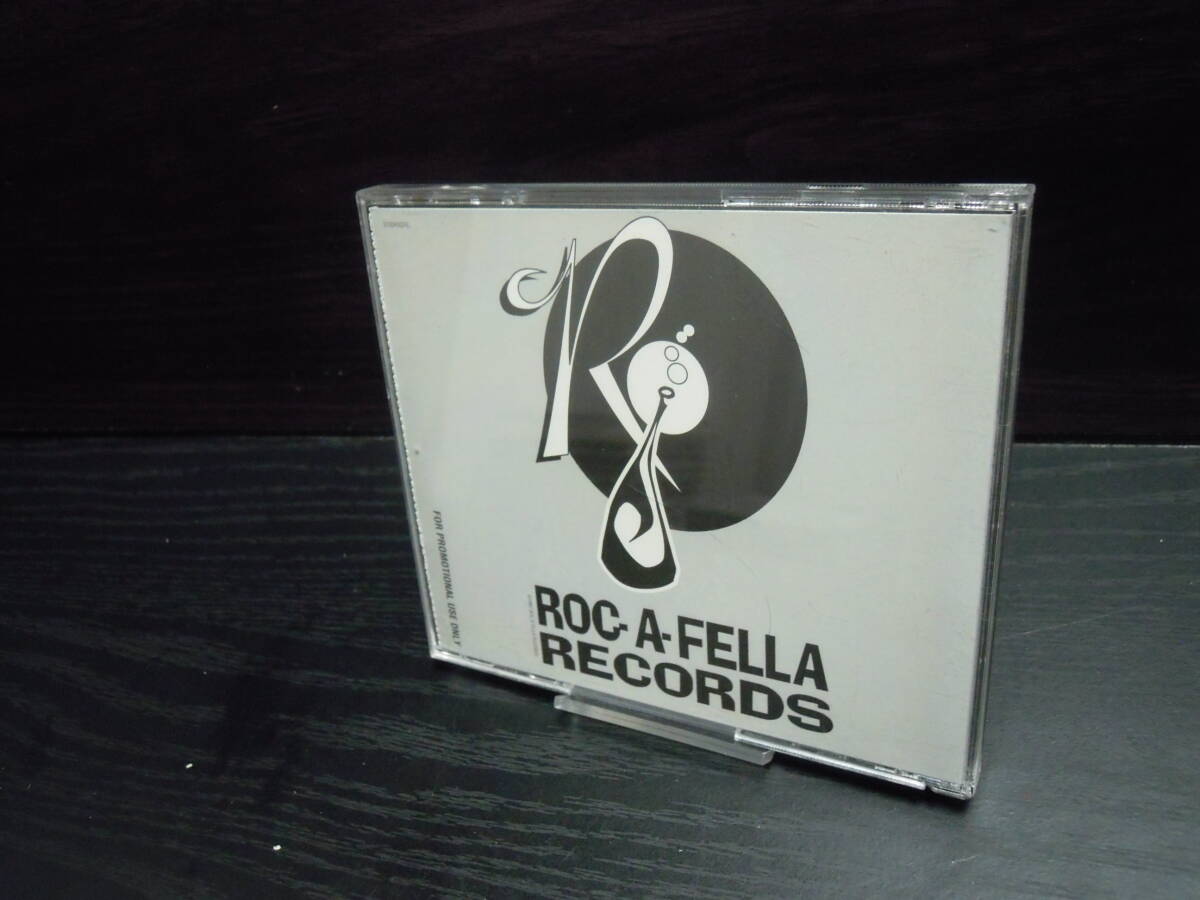 FOR PROMOTIONAL USE ONLY
ROC-A-FELLA
RECORDS